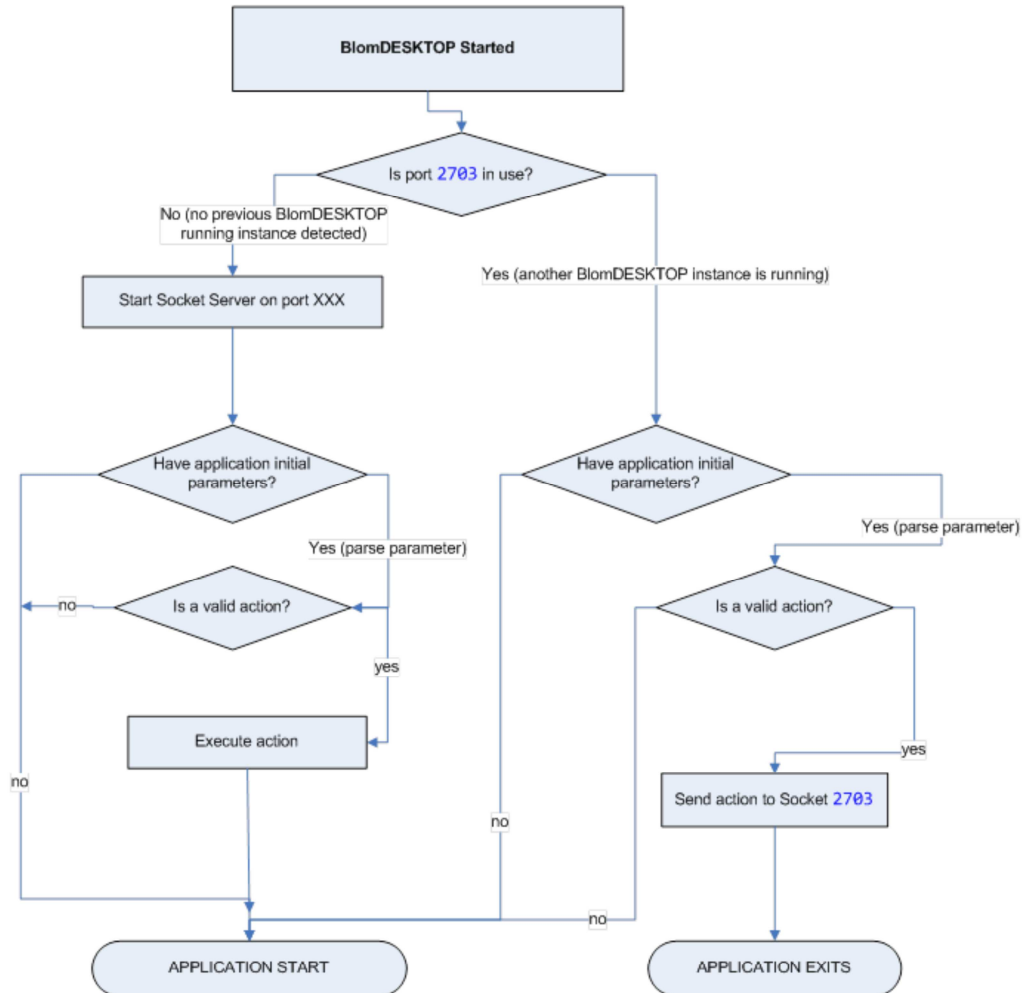 BlomDESKTOP Started
Is port 2703 in use?
No (no previous BlomDESKTOP
running instance detected)
Yes (another BlomDESKTOP instance is running)
Start Socket Server on port XXX
Have application initial
parameters?
Have application initial
parameters?
Yes (parse parameter)
Yes (parse parameter)
no
Is a valid action?
Is a valid action?
yes
Execute action
yes
no
Send action to Socket 2703
no
no
APPLICATION START
APPLICATION EXITS